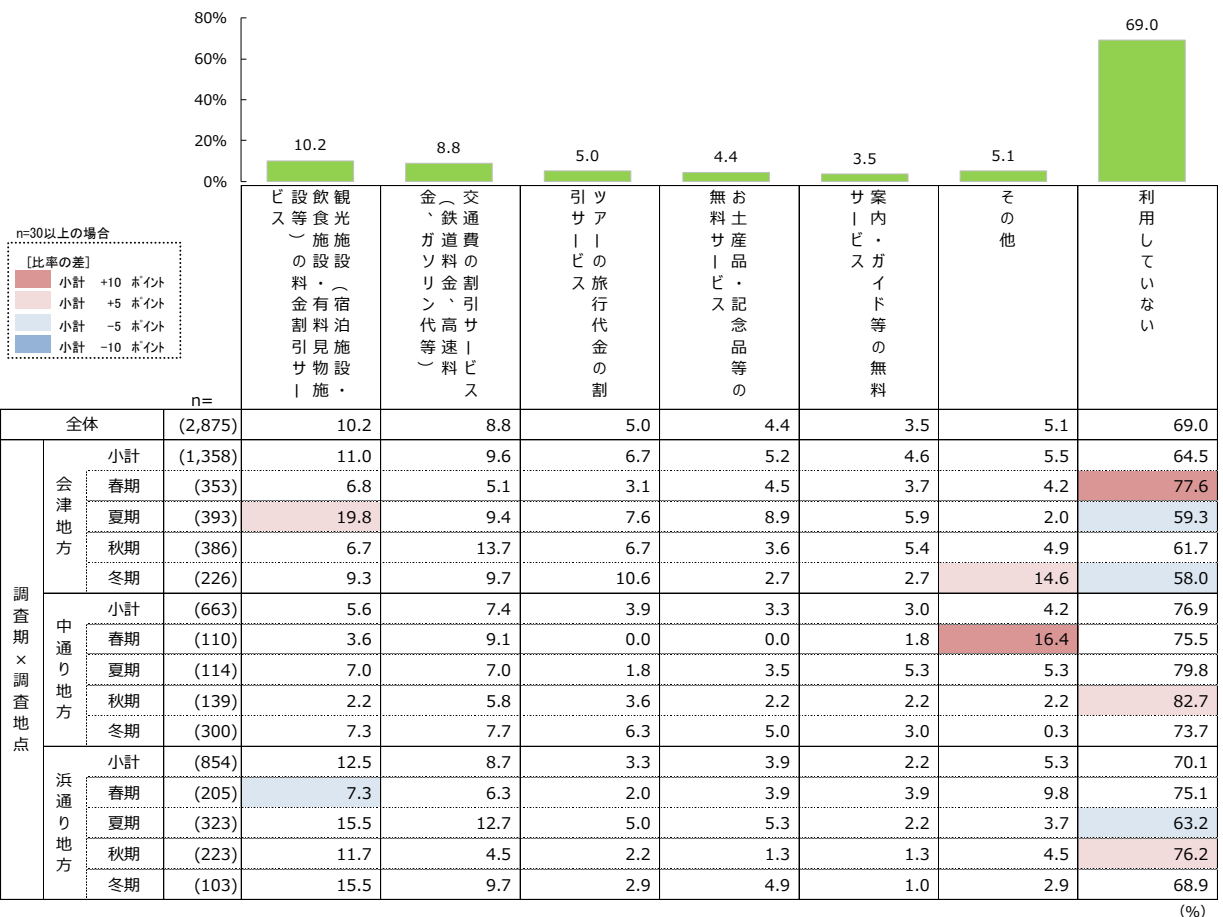 80%
60%
40%
20%
0%
10.2
8.8
5.0
4.4
3.5
5.1
69.0
n=30以上の場合
[比率の差]
小計 +10 ポイント
小計 +5 ポイント
小計 -5 ポイント
小計 -10 ポイント
n=
観光施設（宿泊施設・
飲食施設・有料見物施
設等）の料金割引サー
ビス
交通費の割引サービス
（鉄道料金、高速料
金、ガソリン代等）
ツアーの旅行代金の割
引サービス
お土産品・記念品等の
無料サービス
案内・ガイド等の無料
サービス
その他
利用していない
全体 (2,875) 10.2 8.8 5.0 4.4 3.5 5.1 69.0
調査期×調査地点
会津地方
小計 (1,358) 11.0 9.6 6.7 5.2 4.6 5.5 64.5
春期 (353) 6.8 5.1 3.1 4.5 3.7 4.2 77.6
夏期 (393) 19.8 9.4 7.6 8.9 5.9 2.0 59.3
秋期 (386) 6.7 13.7 6.7 3.6 5.4 4.9 61.7
冬期 (226) 9.3 9.7 10.6 2.7 2.7 14.6 58.0
中通り地方
小計 (663) 5.6 7.4 3.9 3.3 3.0 4.2 76.9
春期 (110) 3.6 9.1 0.0 0.0 1.8 16.4 75.5
夏期 (114) 7.0 7.0 1.8 3.5 5.3 5.3 79.8
秋期 (139) 2.2 5.8 3.6 2.2 2.2 2.2 82.7
冬期 (300) 7.3 7.7 6.3 5.0 3.0 0.3 73.7
浜通り地方
小計 (854) 12.5 8.7 3.3 3.9 2.2 5.3 70.1
春期 (205) 7.3 6.3 2.0 3.9 3.9 9.8 75.1
夏期 (323) 15.5 12.7 5.0 5.3 2.2 3.7 63.2
秋期 (223) 11.7 4.5 2.2 1.3 1.3 4.5 76.2
冬期 (103) 15.5 9.7 2.9 4.9 1.0 2.9 68.9
(%)